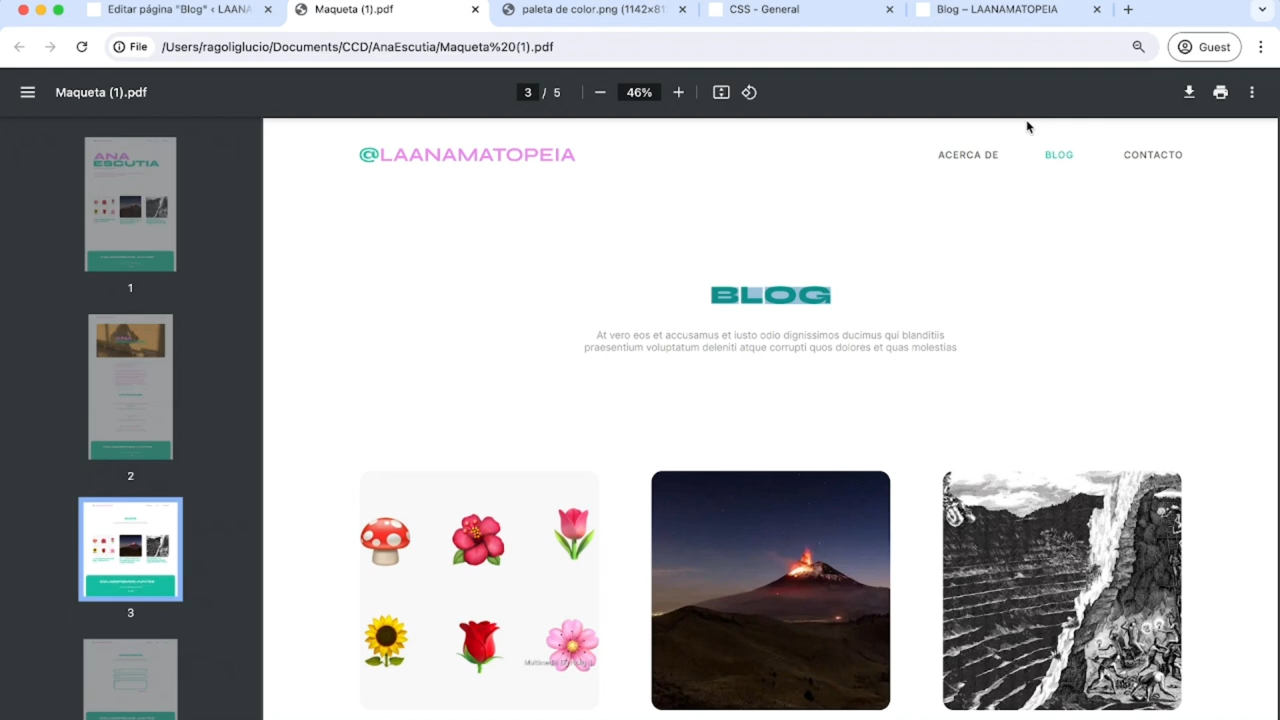 Editar página "Blog" ‹ LAANA
Maqueta (1).pdf
paleta de color.png (1142×81
CSS - General
Blog – LAANAMATOPEIA
File
/Users/ragoliglucio/Documents/CCD/AnaEscutia/Maqueta%20(1).pdf
Guest
Maqueta (1).pdf
3 / 5
46%
@LAANAMATOPEIA
ACERCA DE
BLOG
CONTACTO
ANA
ESCUTIA
1
BLOG
At vero eos et accusamus et iusto odio dignissimos ducimus qui blanditiis
praesentium voluptatum deleniti atque corrupti quos dolores et quas molestias
2
3